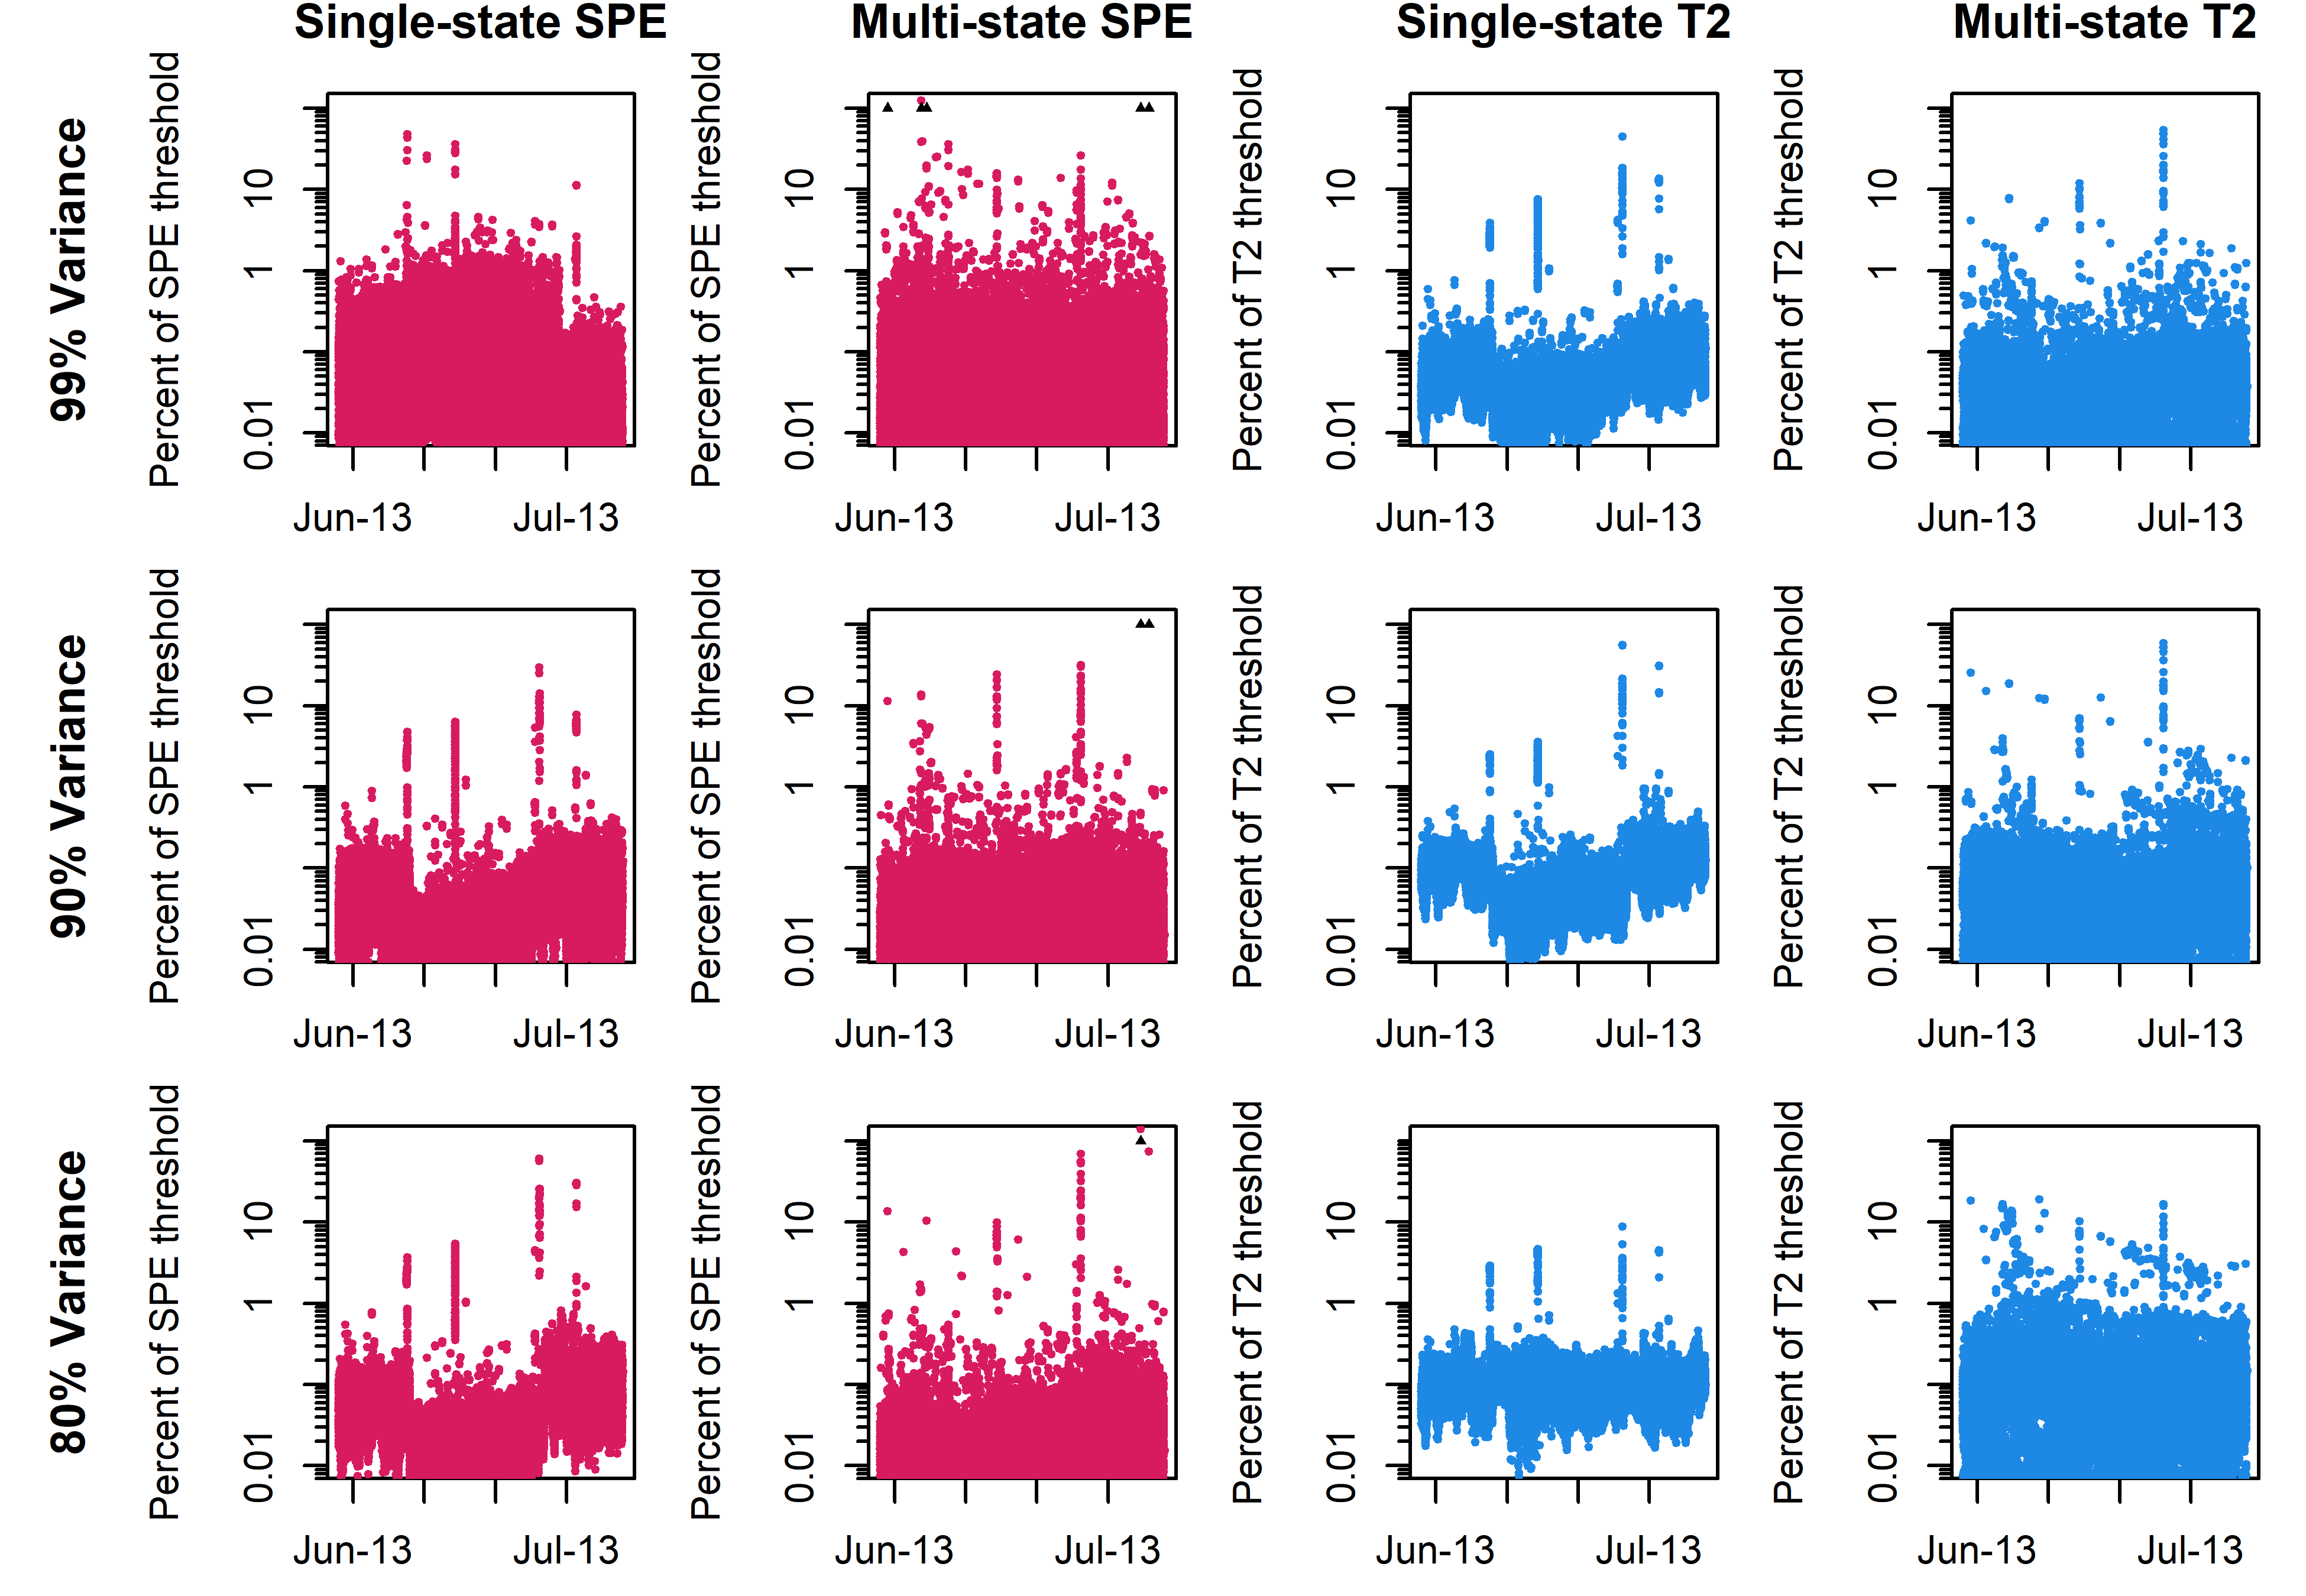 Single-state SPE
Multi-state SPE
Single-state T2
Multi-state T2
99% Variance
Percent of SPE threshold
10
1
0.01
Jun-13
Jul-13
Percent of SPE threshold
10
1
0.01
Jun-13
Jul-13
Percent of T2 threshold
10
1
0.01
Jun-13
Jul-13
Percent of T2 threshold
10
1
0.01
Jun-13
Jul-13
90% Variance
Percent of SPE threshold
10
1
0.01
Jun-13
Jul-13
Percent of SPE threshold
10
1
0.01
Jun-13
Jul-13
Percent of T2 threshold
10
1
0.01
Jun-13
Jul-13
Percent of T2 threshold
10
1
0.01
Jun-13
Jul-13
80% Variance
Percent of SPE threshold
10
1
0.01
Jun-13
Jul-13
Percent of SPE threshold
10
1
0.01
Jun-13
Jul-13
Percent of T2 threshold
10
1
0.01
Jun-13
Jul-13
Percent of T2 threshold
10
1
0.01
Jun-13
Jul-13